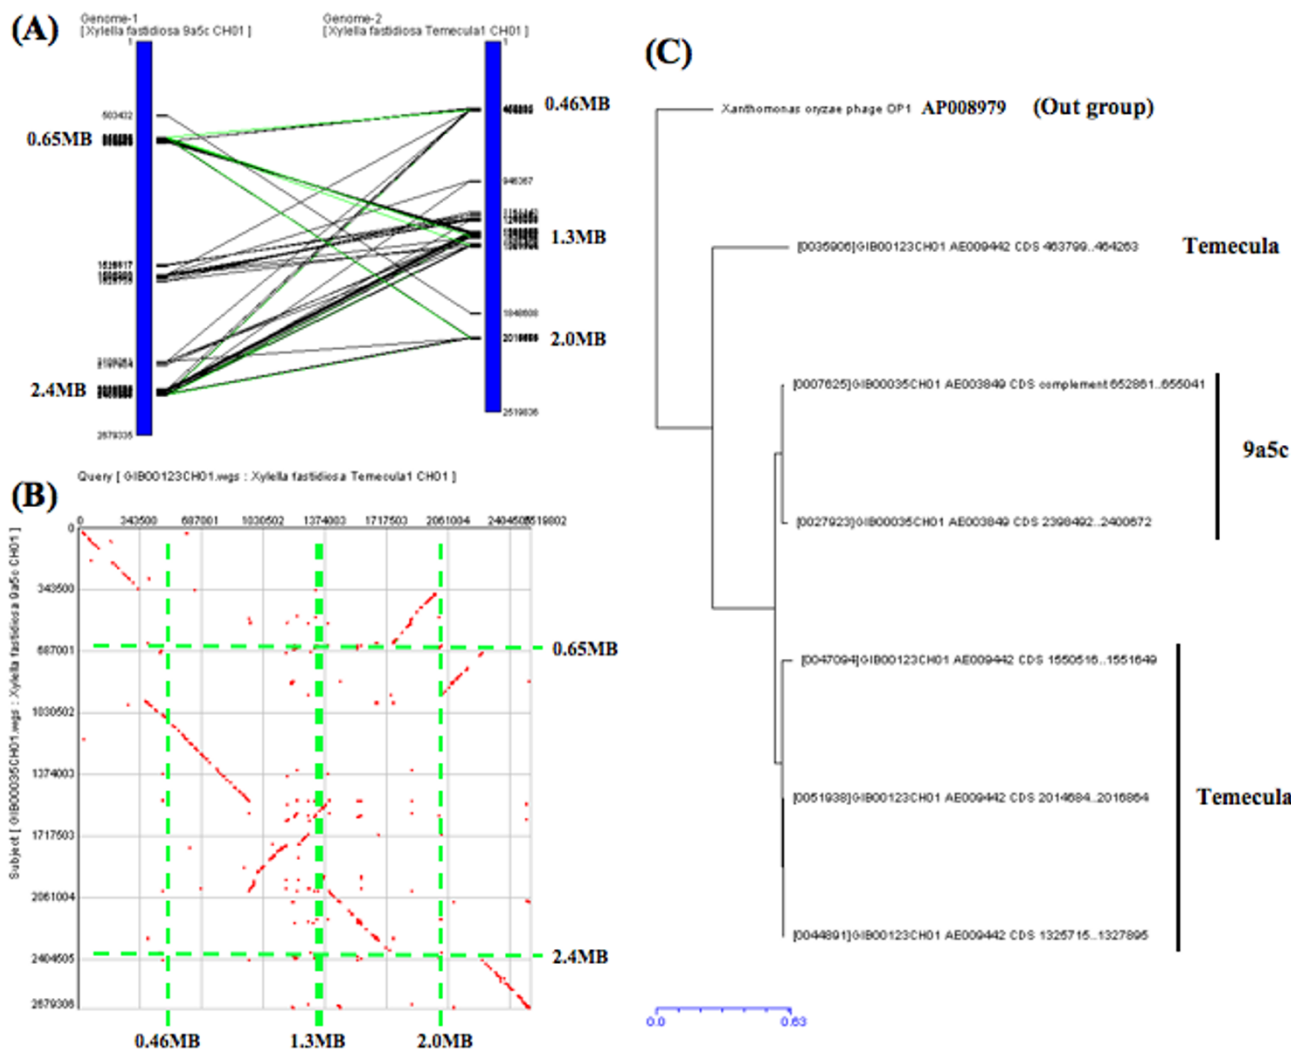 (A)
Genome-1
[ Xylella fastidiosa 9a5c CH01 ]
Genome-2
[ Xylella fastidiosa Temecula1 CH01 ]
1
1
503432
0.65MB
0.46MB
946367
1.3MB
1848608
2.0MB
2.4MB
2519836
2679335
(B)
Query [ GIB00123CH01.wgs : Xylella fastidiosa Temecula1 CH01 ]
0 343500 687001 1030502 1374003 1717503 2061004
Subject [ GIB00035CH01.wgs : Xylella fastidiosa 9a5c CH01 ]
0
343500
687001
1030502
1374003
1717503
2061004
2404505
2679306
0.65MB
2.4MB
0.46MB
1.3MB
2.0MB
(C)
Xanthomonas oryzae phage OP1 AP008979 (Out group)
[0035906]GIB00123CH01 AE009442 CDS 463799..464263
Temecula
[0007625]GIB00035CH01 AE003849 CDS complement 652861..655041
9a5c
[0027923]GIB00035CH01 AE003849 CDS 2398492..2400672
[0047094]GIB00123CH01 AE009442 CDS 1550516..1551649
[0051938]GIB00123CH01 AE009442 CDS 2014684..2016864
Temecula
[0044891]GIB00123CH01 AE009442 CDS 1325715..1327895
0.0
0.63